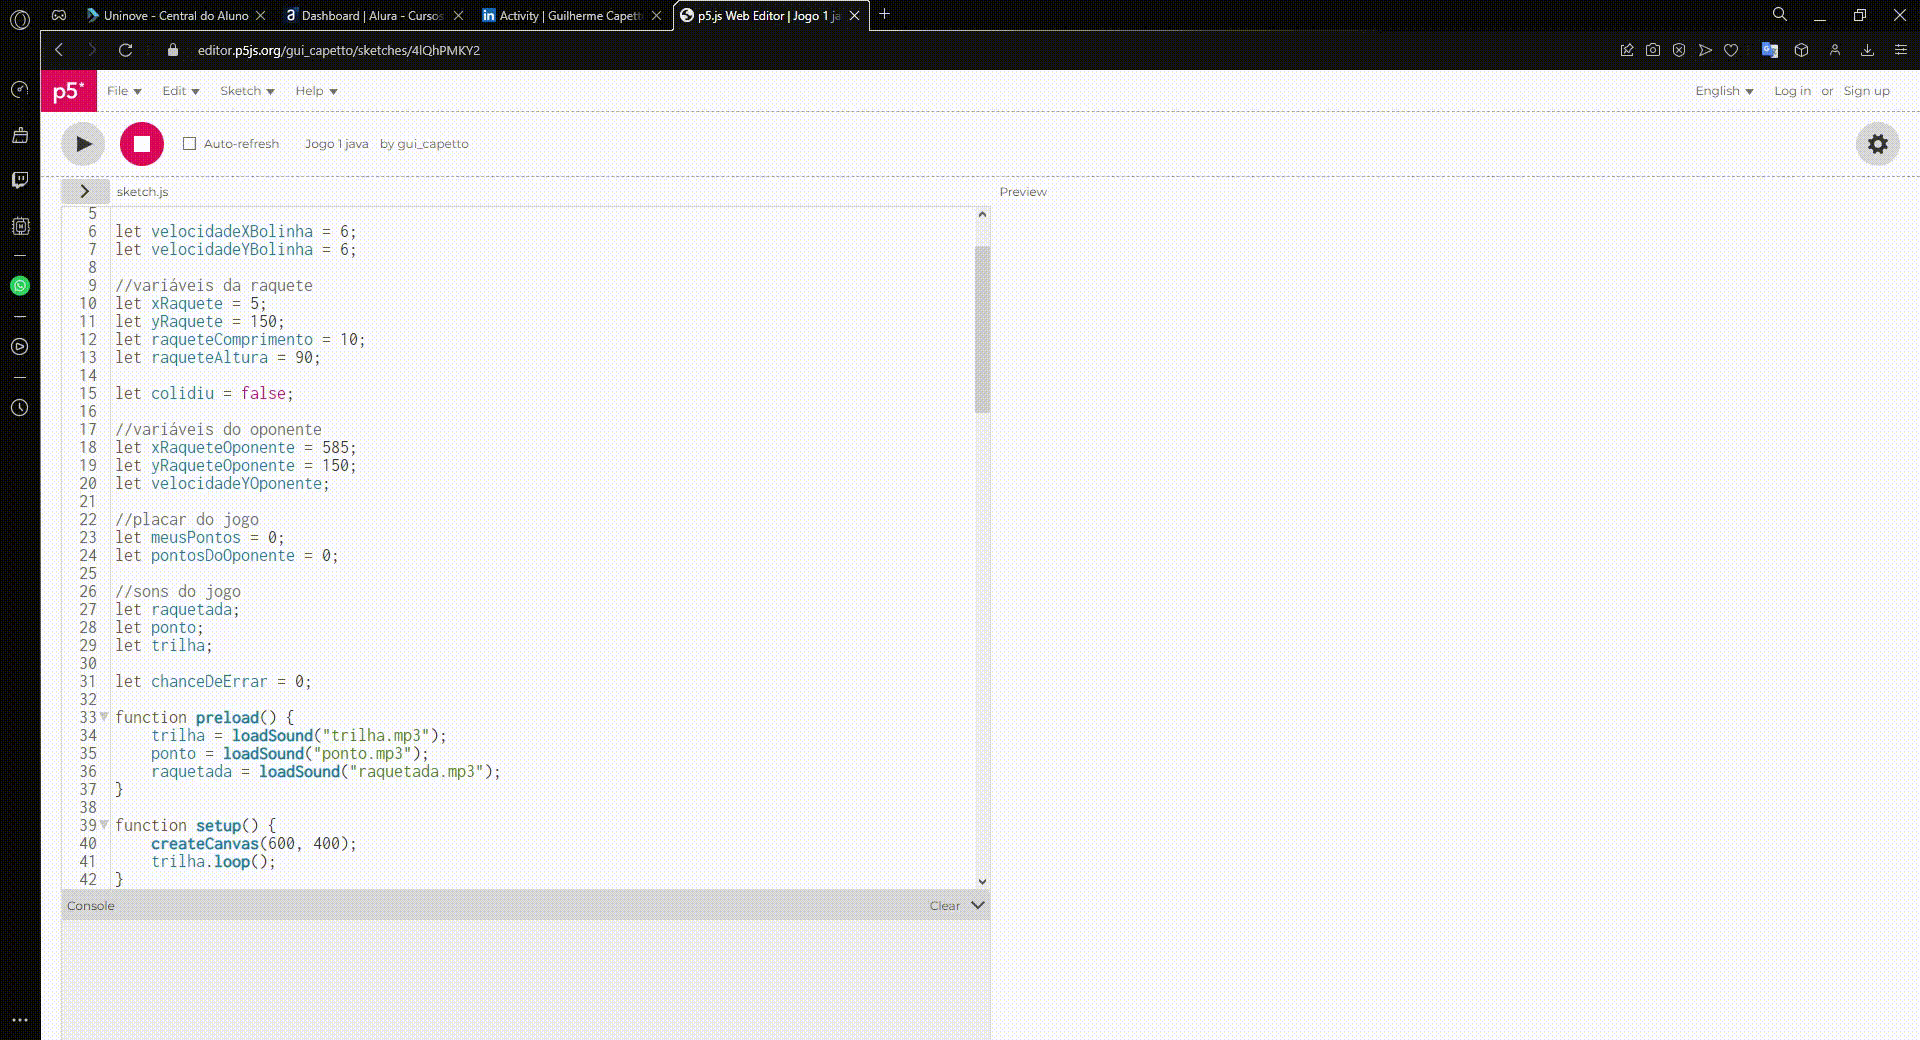 Uninove - Central do Aluno
Dashboard | Alura - Cursos
Activity | Guilherme Capett
p5.js Web Editor | Jogo 1 ja
editor.p5js.org/gui_capetto/sketches/4lQhPMKY2
p5* File Edit Sketch Help English Log in or Sign up
Auto-refresh Jogo 1 java by gui_capetto
sketch.js Preview
5
6 let velocidadeXBolinha = 6;
7 let velocidadeYBolinha = 6;
8
9 //variáveis da raquete
10 let xRaquete = 5;
11 let yRaquete = 150;
12 let raqueteComprimento = 10;
13 let raqueteAltura = 90;
14
15 let colidiu = false;
16
17 //variáveis do oponente
18 let xRaqueteOponente = 585;
19 let yRaqueteOponente = 150;
20 let velocidadeYOponente;
21
22 //placar do jogo
23 let meusPontos = 0;
24 let pontosDoOponente = 0;
25
26 //sons do jogo
27 let raquetada;
28 let ponto;
29 let trilha;
30
31 let chanceDeErrar = 0;
32
33 function preload() {
34 trilha = loadSound("trilha.mp3");
35 ponto = loadSound("ponto.mp3");
36 raquetada = loadSound("raquetada.mp3");
37 }
38
39 function setup() {
40 createCanvas(600, 400);
41 trilha.loop();
42 }
Console Clear